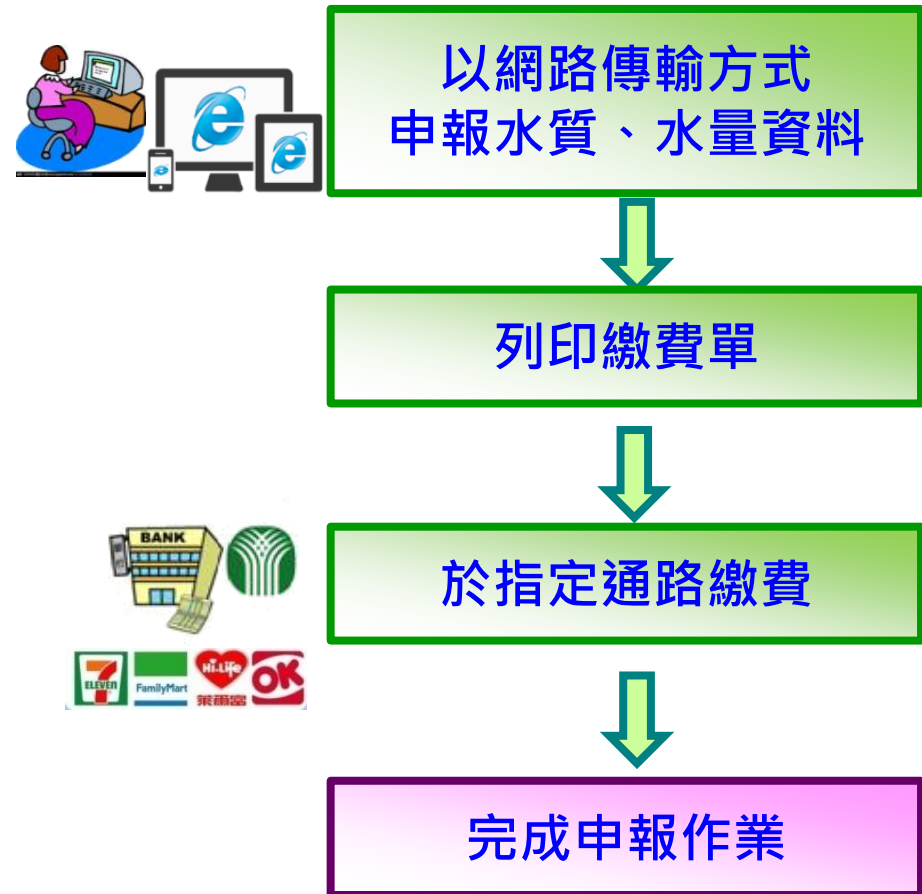 以網路傳輸方式
申報水質、水量資料
列印繳費單
BANK
於指定通路繳費
7
ELEVEN
FamilyMart
Hi-Life
萊爾富
OK
完成申報作業